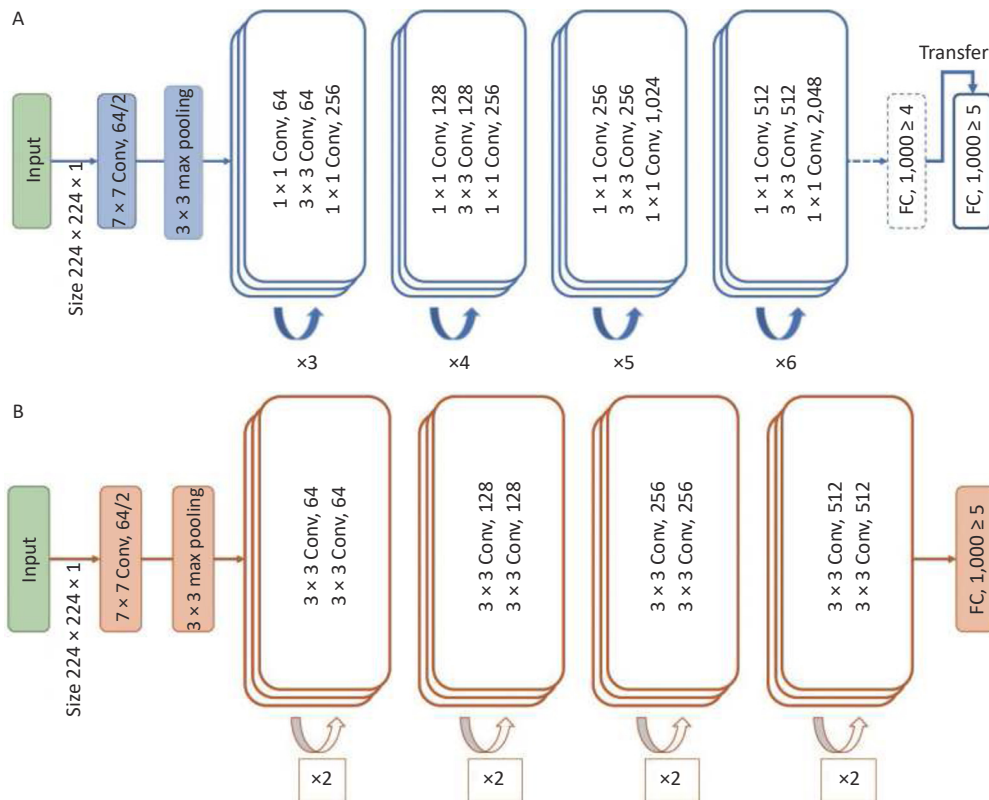 A
Input
Size 224 × 224 × 1
7 × 7 Conv, 64/2
3 × 3 max pooling
1 × 1 Conv, 64
3 × 3 Conv, 64
1 × 1 Conv, 256
×3
1 × 1 Conv, 128
3 × 3 Conv, 128
1 × 1 Conv, 256
×4
1 × 1 Conv, 256
3 × 3 Conv, 256
1 × 1 Conv, 1,024
×5
1 × 1 Conv, 512
3 × 3 Conv, 512
1 × 1 Conv, 2,048
×6
FC, 1,000 ≥ 4
Transfer
FC, 1,000 ≥ 5
B
Input
Size 224 × 224 × 1
7 × 7 Conv, 64/2
3 × 3 max pooling
3 × 3 Conv, 64
3 × 3 Conv, 64
×2
3 × 3 Conv, 128
3 × 3 Conv, 128
×2
3 × 3 Conv, 256
3 × 3 Conv, 256
×2
3 × 3 Conv, 512
3 × 3 Conv, 512
×2
FC, 1,000 ≥ 5